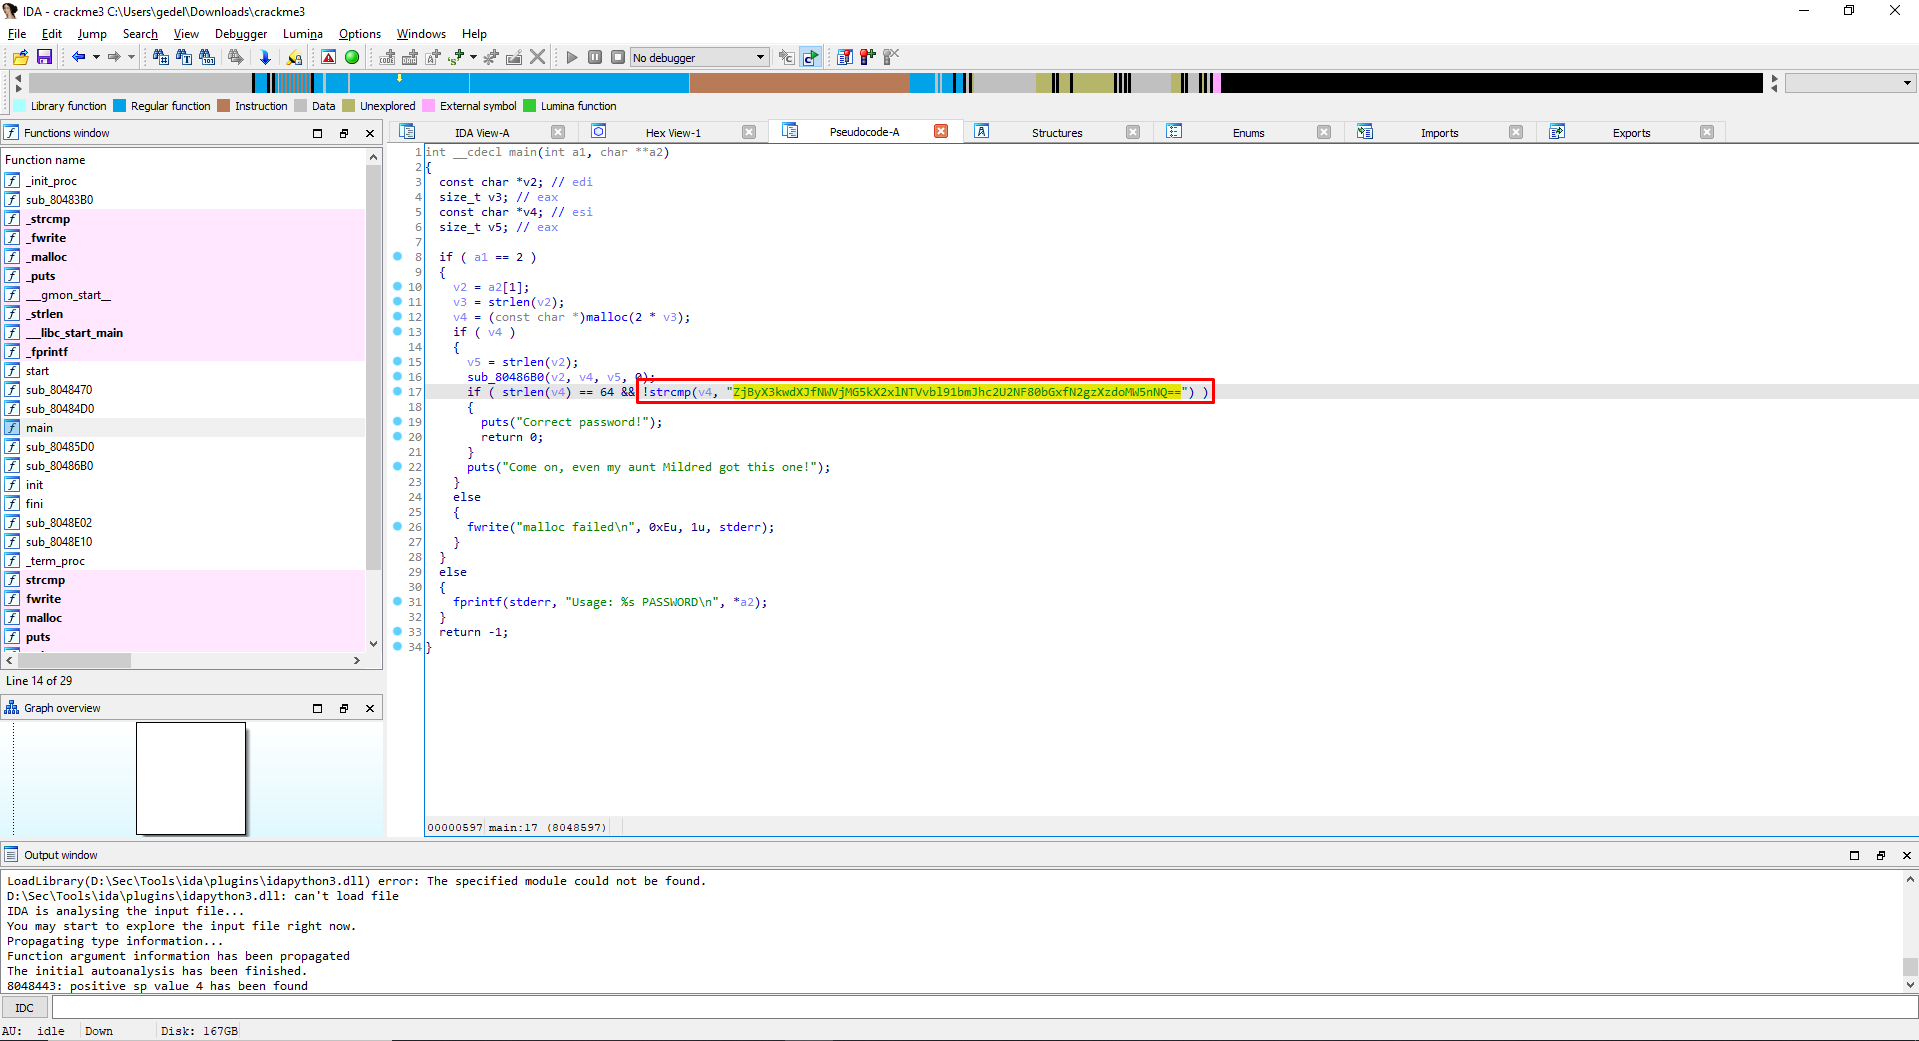 IDA - crackme3 C:\Users\gedel\Downloads\crackme3
File Edit Jump Search View Debugger Lumina Options Windows Help
No debugger
Library function Regular function Instruction Data Unexplored External symbol Lumina function
Functions window
Function name
_init_proc
sub_80483B0
_strcmp
_fwrite
_malloc
_puts
___gmon_start__
_strlen
___libc_start_main
_fprintf
start
sub_8048470
sub_80484D0
main
sub_80485D0
sub_80486B0
init
fini
sub_8048E02
sub_8048E10
_term_proc
strcmp
fwrite
malloc
puts
Line 14 of 29
Graph overview
IDA View-A Hex View-1 Pseudocode-A Structures Enums Imports Exports
1 int __cdecl main(int a1, char **a2)
2 {
3 const char *v2; // edi
4 size_t v3; // eax
5 const char *v4; // esi
6 size_t v5; // eax
7
8 if ( a1 == 2 )
9 {
10 v2 = a2[1];
11 v3 = strlen(v2);
12 v4 = (const char *)malloc(2 * v3);
13 if ( v4 )
14 {
15 v5 = strlen(v2);
16 sub_80486B0(v2, v4, v5, 0);
17 if ( strlen(v4) == 64 && !strcmp(v4, "ZjByX3kwdXJfNWVjMG5kX2xlNTVvbl91bmJhc2U2NF80bGxfN2gzXzdoMW5nNQ==") )
18 {
19 puts("Correct password!");
20 return 0;
21 }
22 puts("Come on, even my aunt Mildred got this one!");
23 }
24 else
25 {
26 fwrite("malloc failed\n", 0xEu, 1u, stderr);
27 }
28 }
29 else
30 {
31 fprintf(stderr, "Usage: %s PASSWORD\n", *a2);
32 }
33 return -1;
34 }
00000597 main:17 (8048597)
Output window
LoadLibrary(D:\Sec\Tools\ida\plugins\idapython3.dll) error: The specified module could not be found.
D:\Sec\Tools\ida\plugins\idapython3.dll: can't load file
IDA is analysing the input file...
You may start to explore the input file right now.
Propagating type information...
Function argument information has been propagated
The initial autoanalysis has been finished.
8048443: positive sp value 4 has been found
IDC
AU: idle Down Disk: 167GB